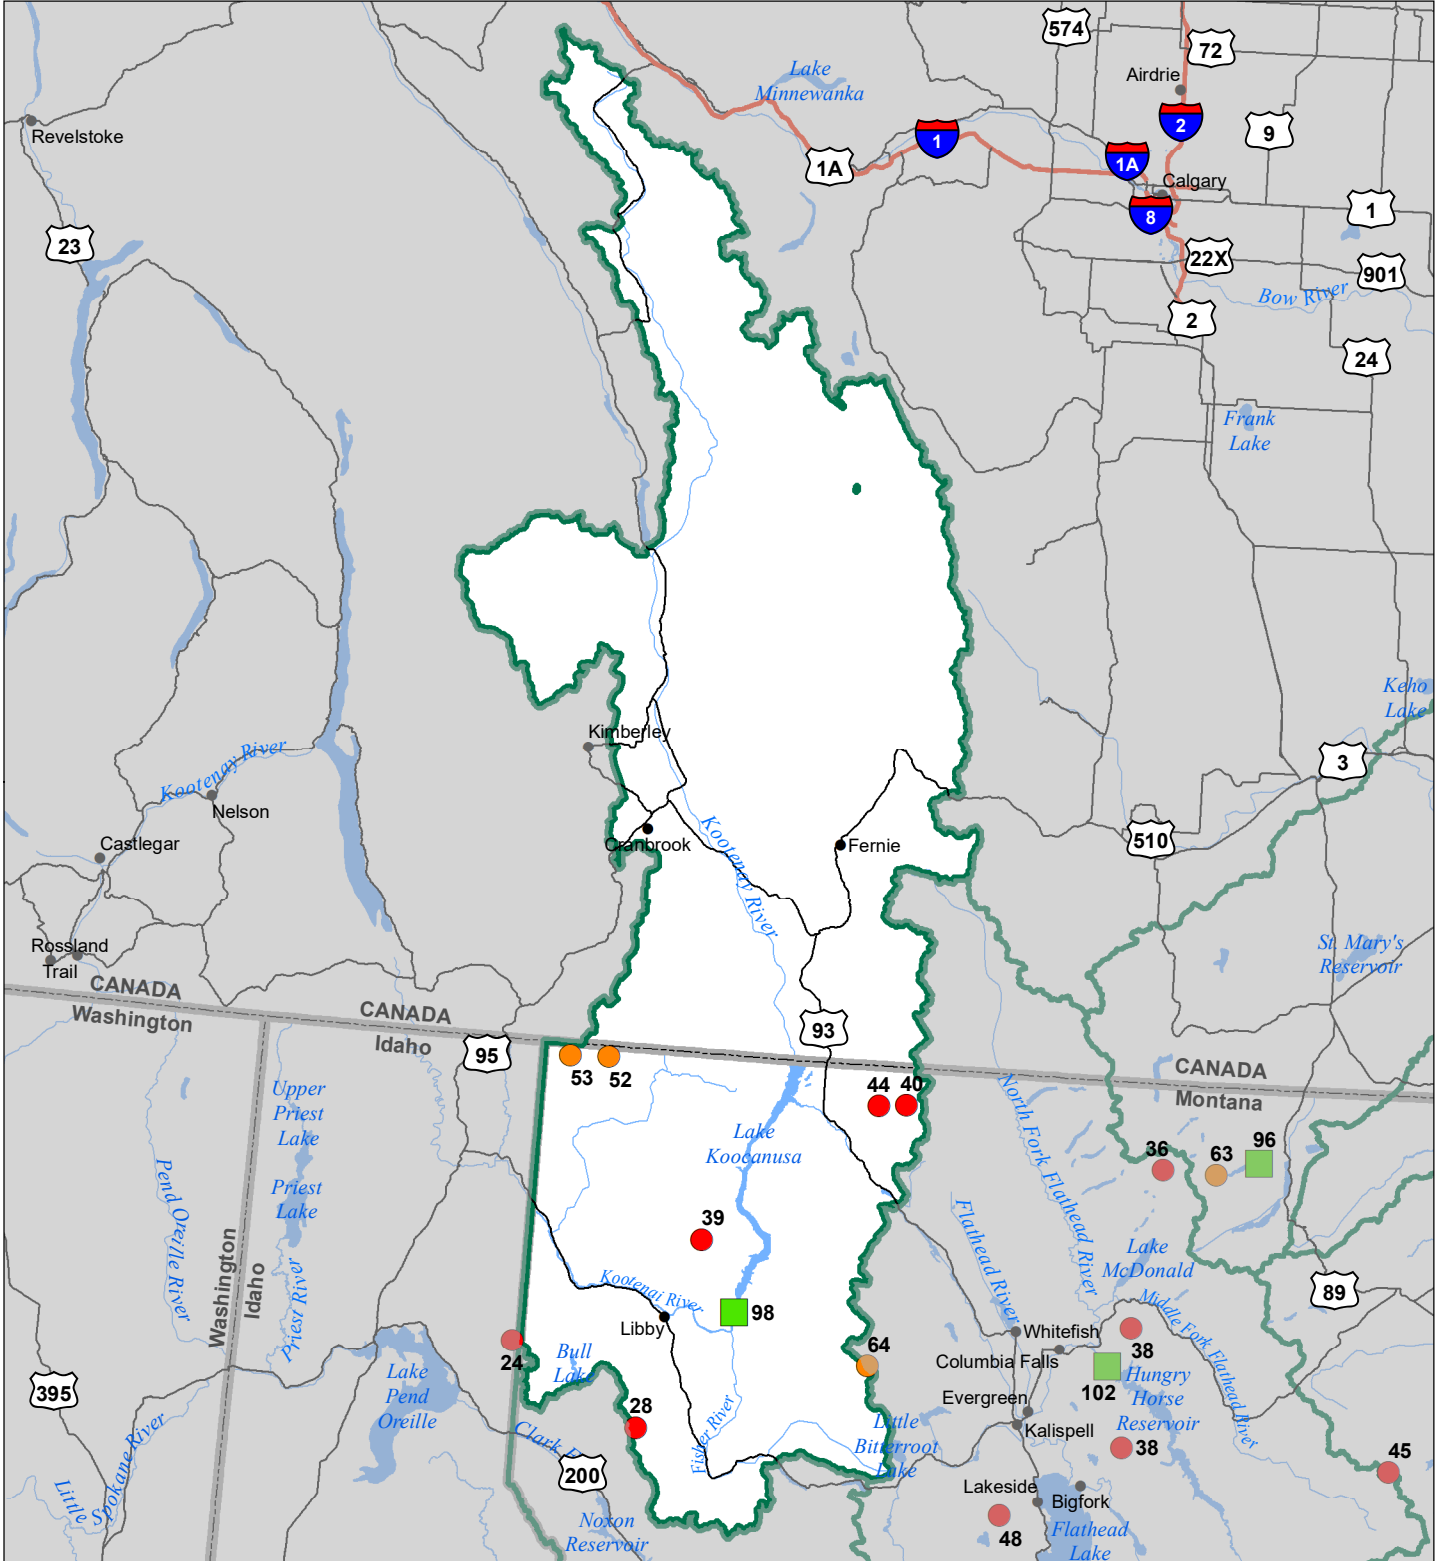 574
72
Lake
Minnewanka
Airdrie
2
9
Revelstoke
1
1A
1A
Calgary
8
1
23
22X
901
Bow River
2
24
Frank
Lake
Keho
Lake
Kimberley
Kootenay River
3
Nelson
Castlegar
Cranbrook
Kootenay River
Fernie
510
Rossland
Trail
St. Mary's
Reservoir
CANADA
Washington
CANADA
Idaho
95
93
53
52
CANADA
Montana
44
40
Upper
Priest
Lake
North Fork Flathead River
Lake
Koocanusa
36
63
96
Pend Oreille River
Priest
Lake
39
Flathead River
Lake
McDonald
Washington
Idaho
Priest River
Kootenai River
98
89
Middle Fork Flathead River
Libby
Whitefish
38
24
Bull
Lake
64
Columbia Falls
102
Hungry
Horse
Reservoir
395
Lake
Pend
Oreille
28
Evergreen
Kalispell
Little
Bitterroot
Lake
Fisher River
Clark F
200
38
45
Little Spokane River
Lakeside
Bigfork
Noxon
Reservoir
48
Flathead
Lake